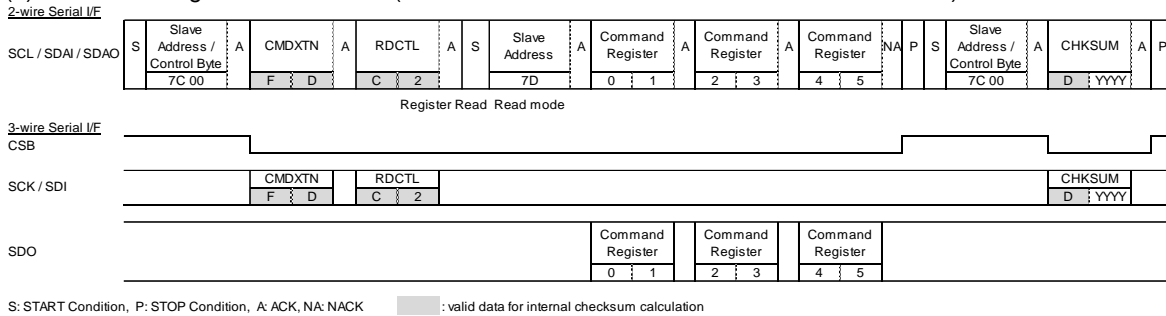 2-wire Serial I/F
SCL / SDAI / SDAO
S Slave Address / Control Byte A CMDXTN A RDCTL A S Slave Address A Command Register A Command Register A Command Register NA P S Slave Address / Control Byte A CHKSUM A P
7C 00 F D C 2 7D 0 1 2 3 4 5 7C 00 D YYYY
Register Read Read mode
3-wire Serial I/F
CSB
SCK / SDI
CMDXTN RDCTL CHKSUM
F D C 2 D YYYY
SDO
Command Register Command Register Command Register
0 1 2 3 4 5
S: START Condition, P: STOP Condition, A: ACK, NA: NACK : valid data for internal checksum calculation